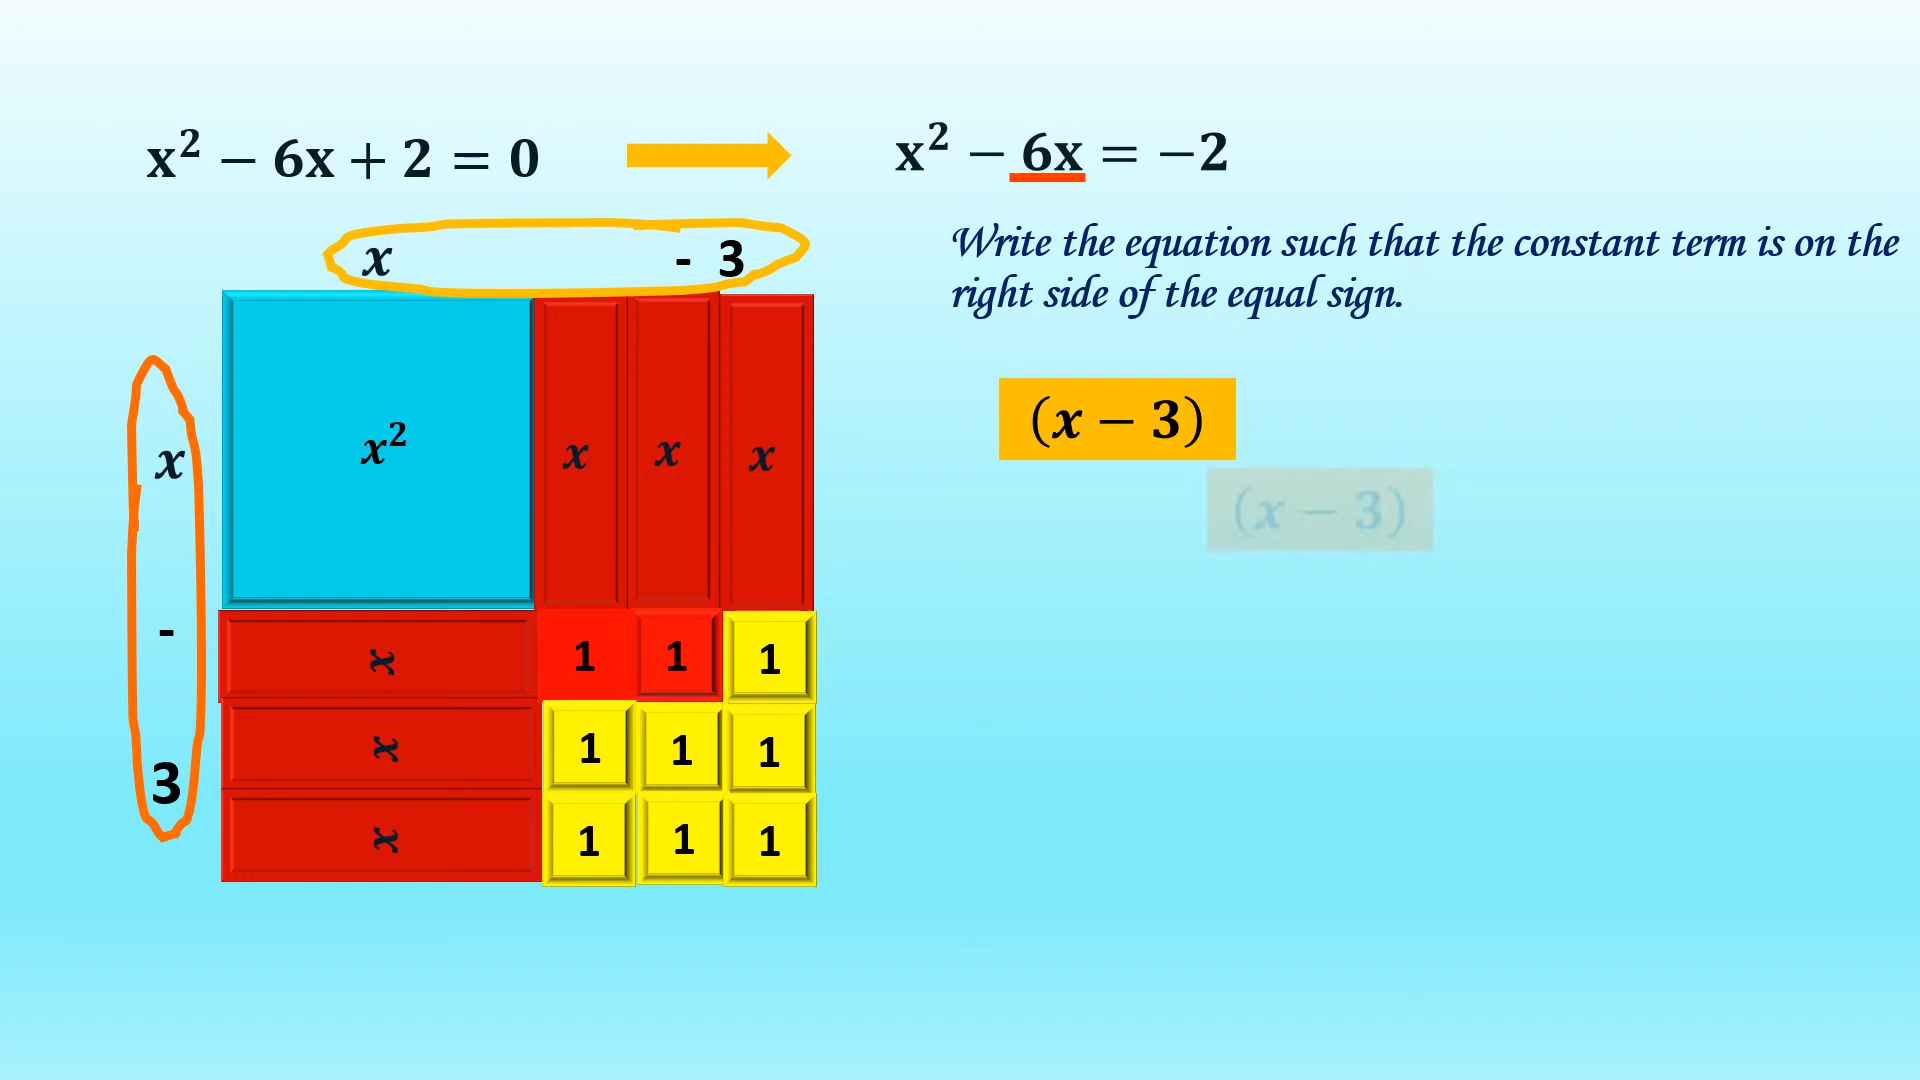 x² − 6x + 2 = 0
x² − 6x = −2
x - 3
Write the equation such that the constant term is on the
right side of the equal sign.
(x − 3)
(x − 3)
x
-
3
x² x x x
x 1 1 1
x 1 1 1
x 1 1 1